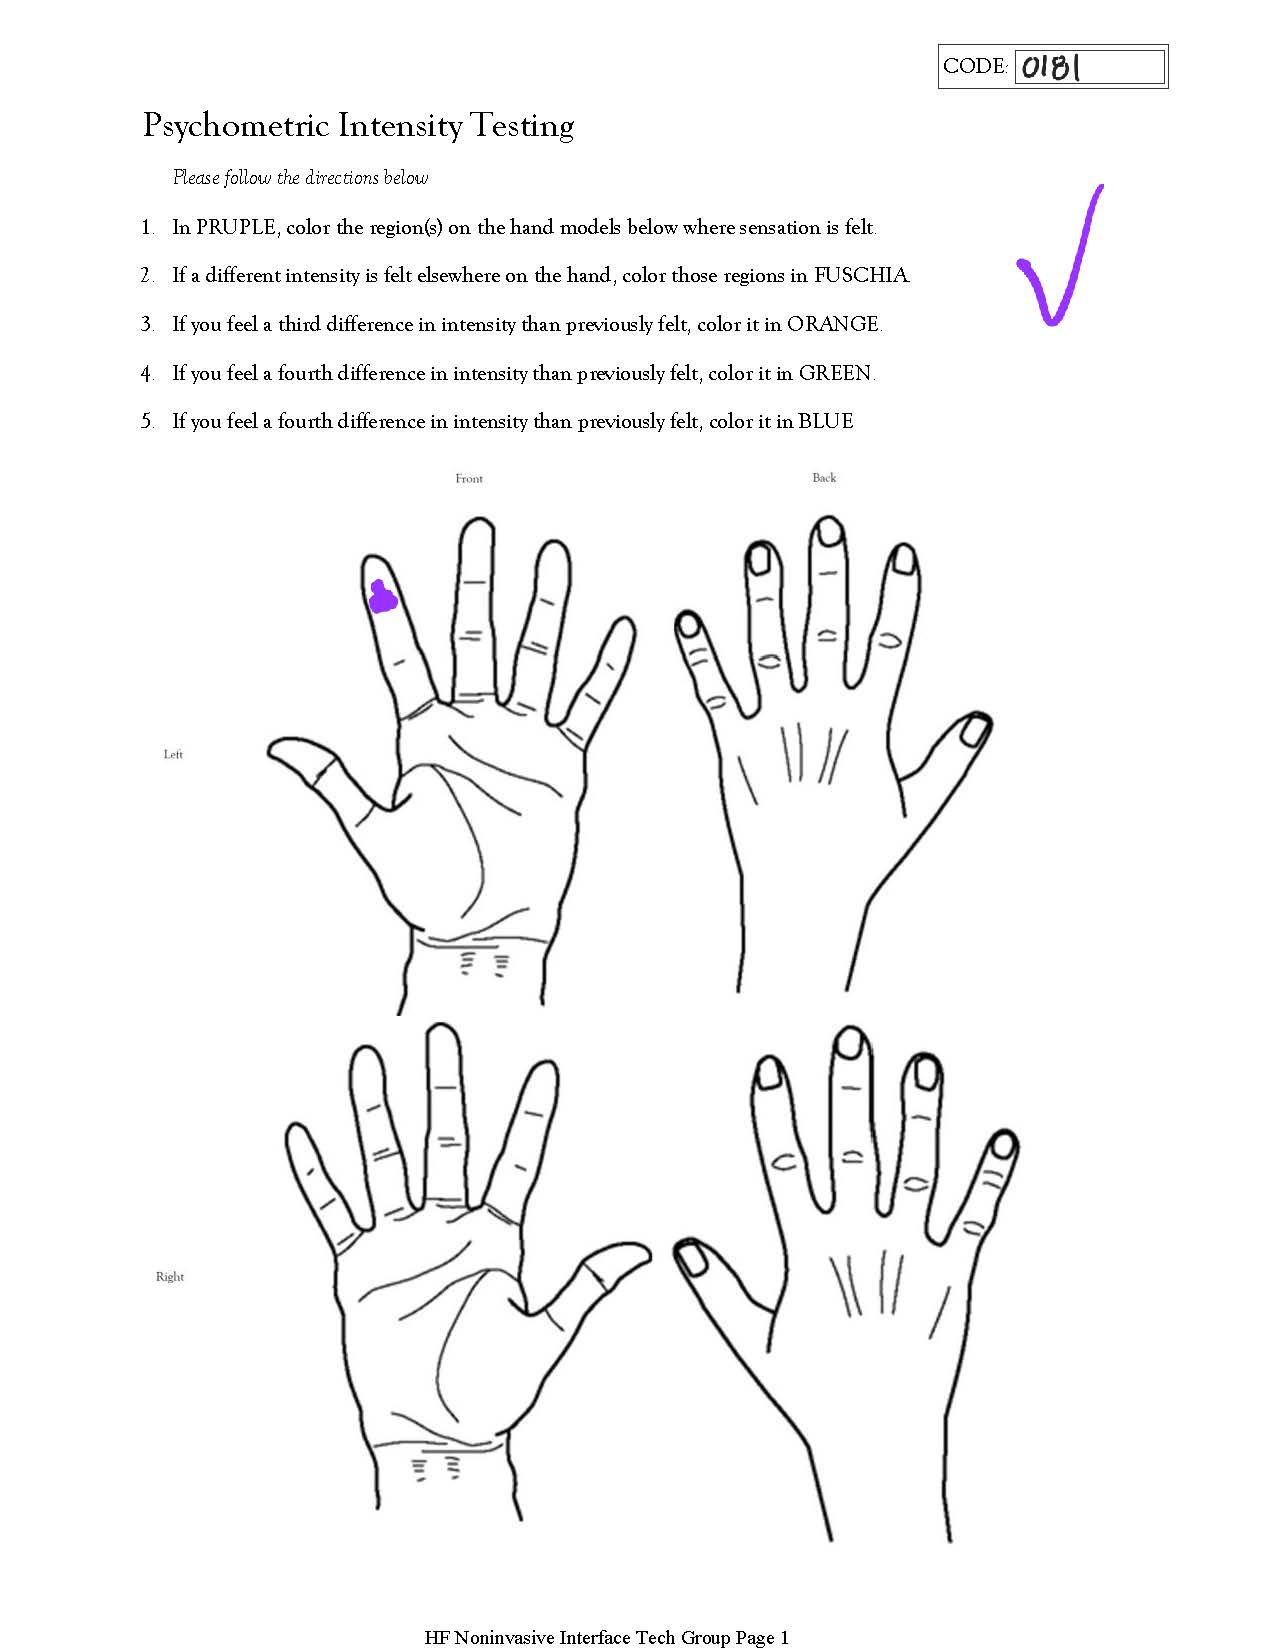 CODE: 0181
Psychometric Intensity Testing
Please follow the directions below
1. In PRUPLE, color the region(s) on the hand models below where sensation is felt.
2. If a different intensity is felt elsewhere on the hand, color those regions in FUSCHIA.
3. If you feel a third difference in intensity than previously felt, color it in ORANGE.
4. If you feel a fourth difference in intensity than previously felt, color it in GREEN.
5. If you feel a fourth difference in intensity than previously felt, color it in BLUE
Front Back
Left
Right
HF Noninvasive Interface Tech Group Page 1